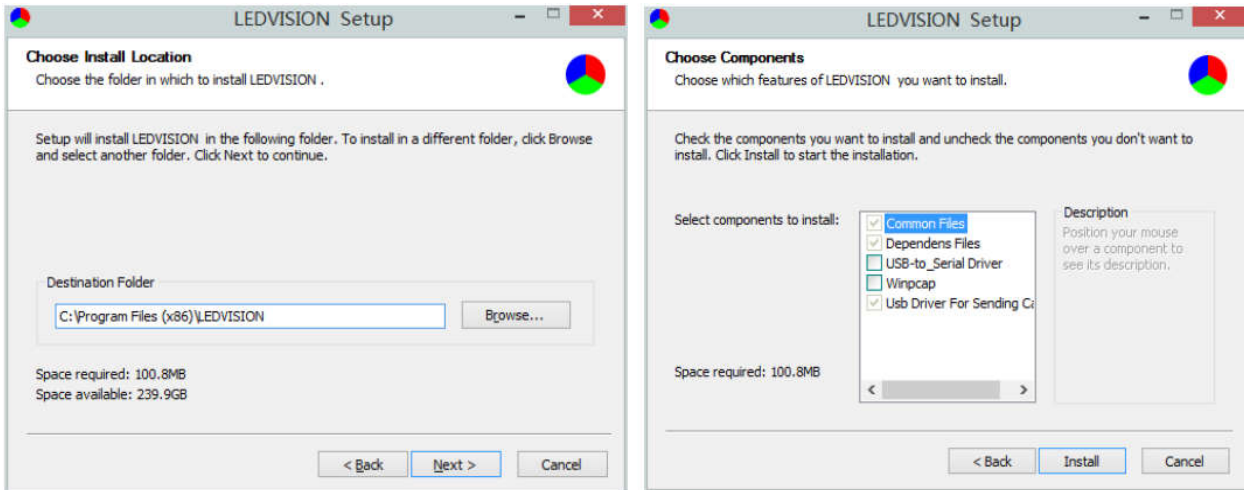 LEDVISION Setup
Choose Install Location
Choose the folder in which to install LEDVISION .
Setup will install LEDVISION in the following folder. To install in a different folder, click Browse
and select another folder. Click Next to continue.
Destination Folder
C:\Program Files (x86)\LEDVISION
Browse...
Space required: 100.8MB
Space available: 239.9GB
< Back
Next >
Cancel
LEDVISION Setup
Choose Components
Choose which features of LEDVISION you want to install.
Check the components you want to install and uncheck the components you don't want to
install. Click Install to start the installation.
Select components to install:
Common Files
Dependens Files
USB-to_Serial Driver
Winpcap
Usb Driver For Sending Ca
Description
Position your mouse
over a component to
see its description.
Space required: 100.8MB
< Back
Install
Cancel